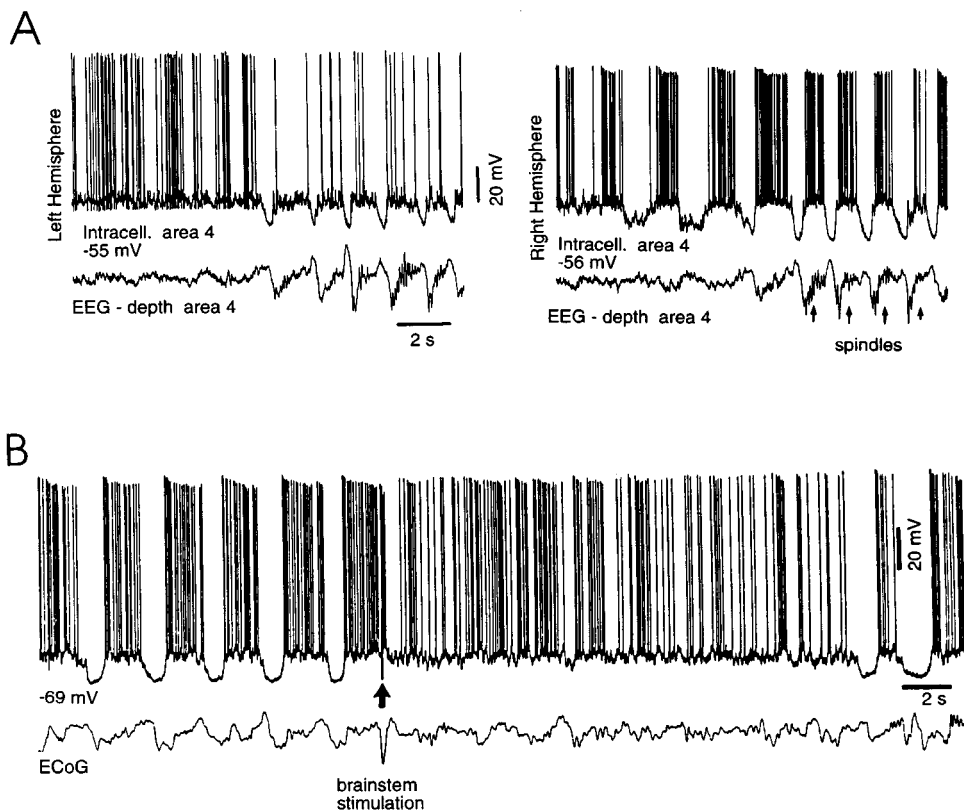 A
Left Hemisphere
Intracell. area 4
-55 mV
20 mV
EEG - depth area 4
2 s
Right Hemisphere
Intracell. area 4
-56 mV
EEG - depth area 4
spindles
B
20 mV
-69 mV
2 s
ECoG
brainstem
stimulation